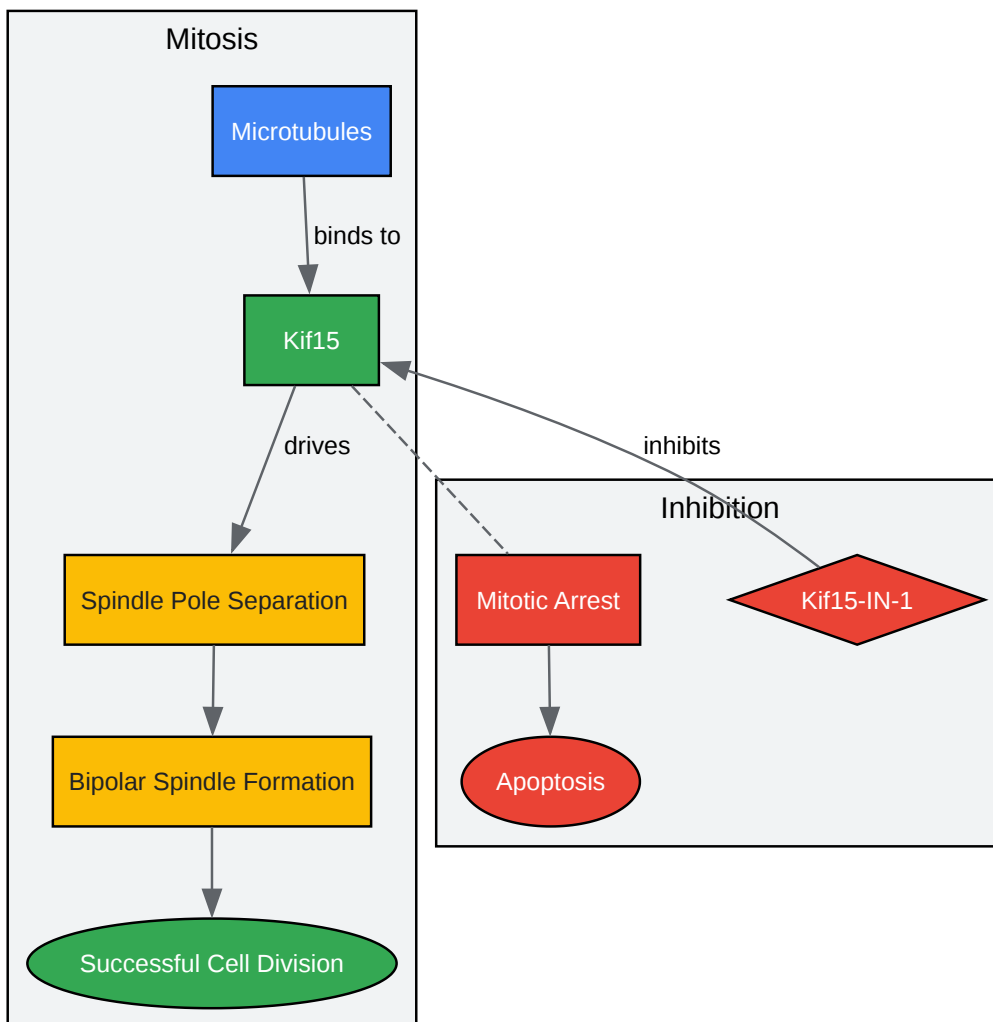 Mitosis
Microtubules
binds to
Kif15
drives
inhibits
Inhibition
Spindle Pole Separation
Mitotic Arrest
Kif15-IN-1
Bipolar Spindle Formation
Apoptosis
Successful Cell Division